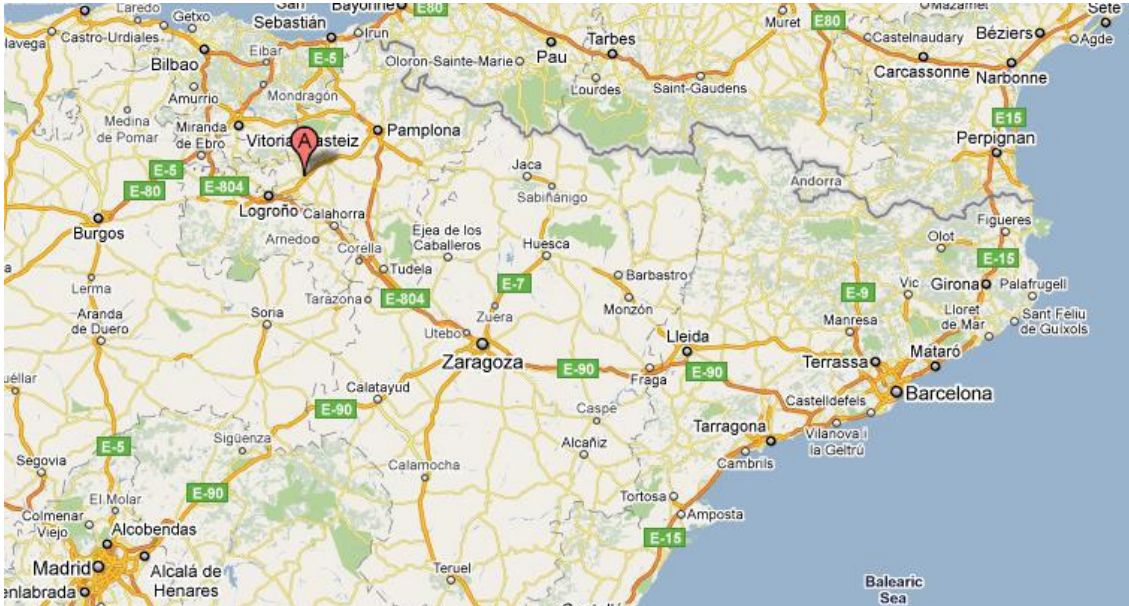 Laredo
Getxo
San
Sebastián
Bayonne
E80
Muret
E80
Mazamet
Sete
Navega
Castro-Urdiales
Irun
Tarbes
Castelnaudary
Béziers
Agde
Bilbao
Eibar
E-5
Oloron-Sainte-Marie
Pau
Carcassonne
Narbonne
Amurrio
Mondragón
Lourdes
Saint-Gaudens
Medina
de Pomar
Miranda
de Ebro
A
Pamplona
E15
Perpignan
E-5
E-80
E-804
Jaca
Sabiñánigo
Andorra
Logroño
Calahorra
Figueres
Burgos
Arnedo
Corella
Ejea de los
Caballeros
Huesca
Olot
E-15
Tudela
Barbastro
Lerma
E-7
E-9
Vic
Girona
Palafrugell
Tarazona
E-804
Monzón
Aranda
de Duero
Soria
Zuera
Utebo
Manresa
Lloret
de Mar
Sant Feliu
de Guíxols
Lleida
Zaragoza
Terrassa
Mataró
E-90
Fraga
E-90
Calatayud
Barcelona
E-90
Caspe
Castelldefels
Tarragona
Vilanova i
la Geltrú
E-5
Sigüenza
Alcañiz
Segovia
Calamocha
Cambrils
E-90
El Molar
Tortosa
Colmenar
Viejo
Alcobendas
Amposta
E-15
Madrid
Alcalá de
Henares
Teruel
Balearic
Sea